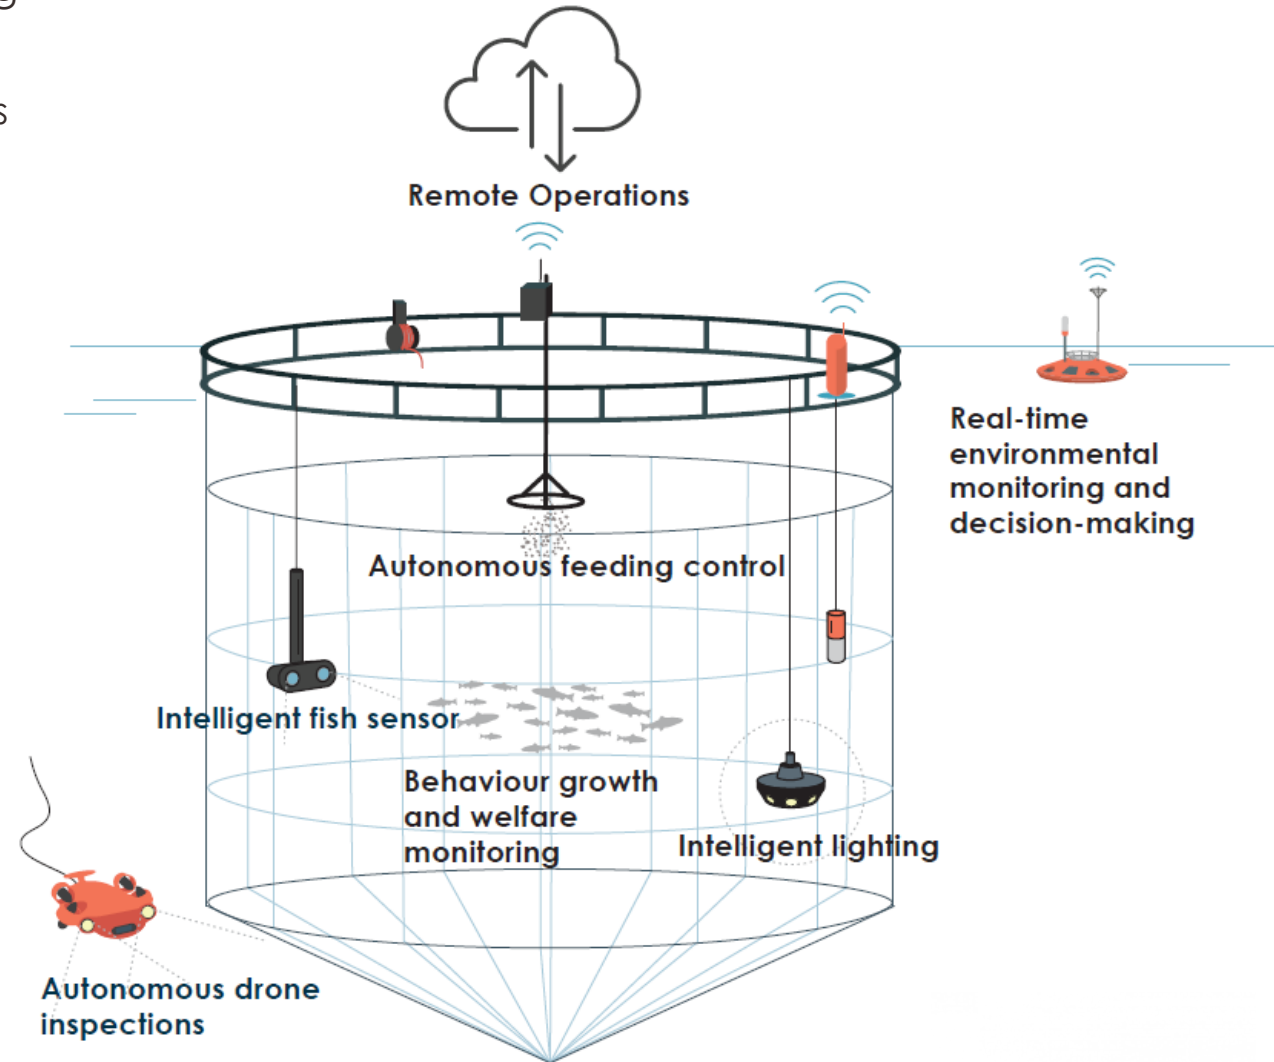 g
s
Remote Operations
Real-time
environmental
monitoring and
decision-making
Autonomous feeding control
Intelligent fish sensor
Behaviour growth
and welfare
monitoring
Intelligent lighting
Autonomous drone
inspections